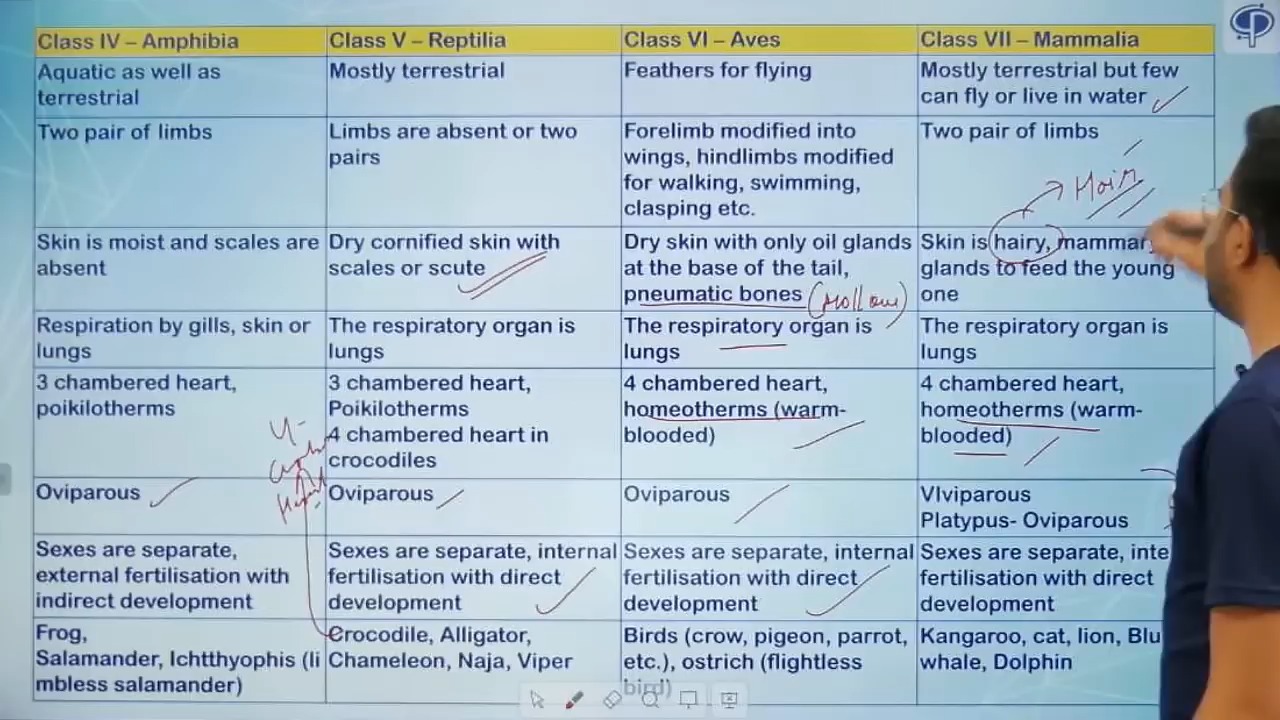 Class IV – Amphibia
Class V – Reptilia
Class VI – Aves
Class VII – Mammalia
Aquatic as well as
terrestrial
Mostly terrestrial
Feathers for flying
Mostly terrestrial but few
can fly or live in water
Two pair of limbs
Limbs are absent or two
pairs
Forelimb modified into
wings, hindlimbs modified
for walking, swimming,
clasping etc.
Two pair of limbs
Hair
Skin is moist and scales are
absent
Dry cornified skin with
scales or scute
Dry skin with only oil glands
at the base of the tail,
pneumatic bones
Skin is hairy, mammar
glands to feed the young
one
Respiration by gills, skin or
lungs
The respiratory organ is
lungs
The respiratory organ is
lungs
The respiratory organ is
lungs
3 chambered heart,
poikilotherms
3 chambered heart,
Poikilotherms
4 chambered heart in
crocodiles
4 chambered heart,
homeotherms (warm-
blooded)
4 chambered heart,
homeotherms (warm-
blooded)
Oviparous
Oviparous
Oviparous
VIviparous
Platypus- Oviparous
Sexes are separate,
external fertilisation with
indirect development
Sexes are separate, internal
fertilisation with direct
development
Sexes are separate, internal
fertilisation with direct
development
Sexes are separate, inte
fertilisation with direct
development
Frog,
Salamander, Ichtthyophis (li
mbless salamander)
Crocodile, Alligator,
Chameleon, Naja, Viper
Birds (crow, pigeon, parrot,
etc.), ostrich (flightless
bird)
Kangaroo, cat, lion, Blu
whale, Dolphin